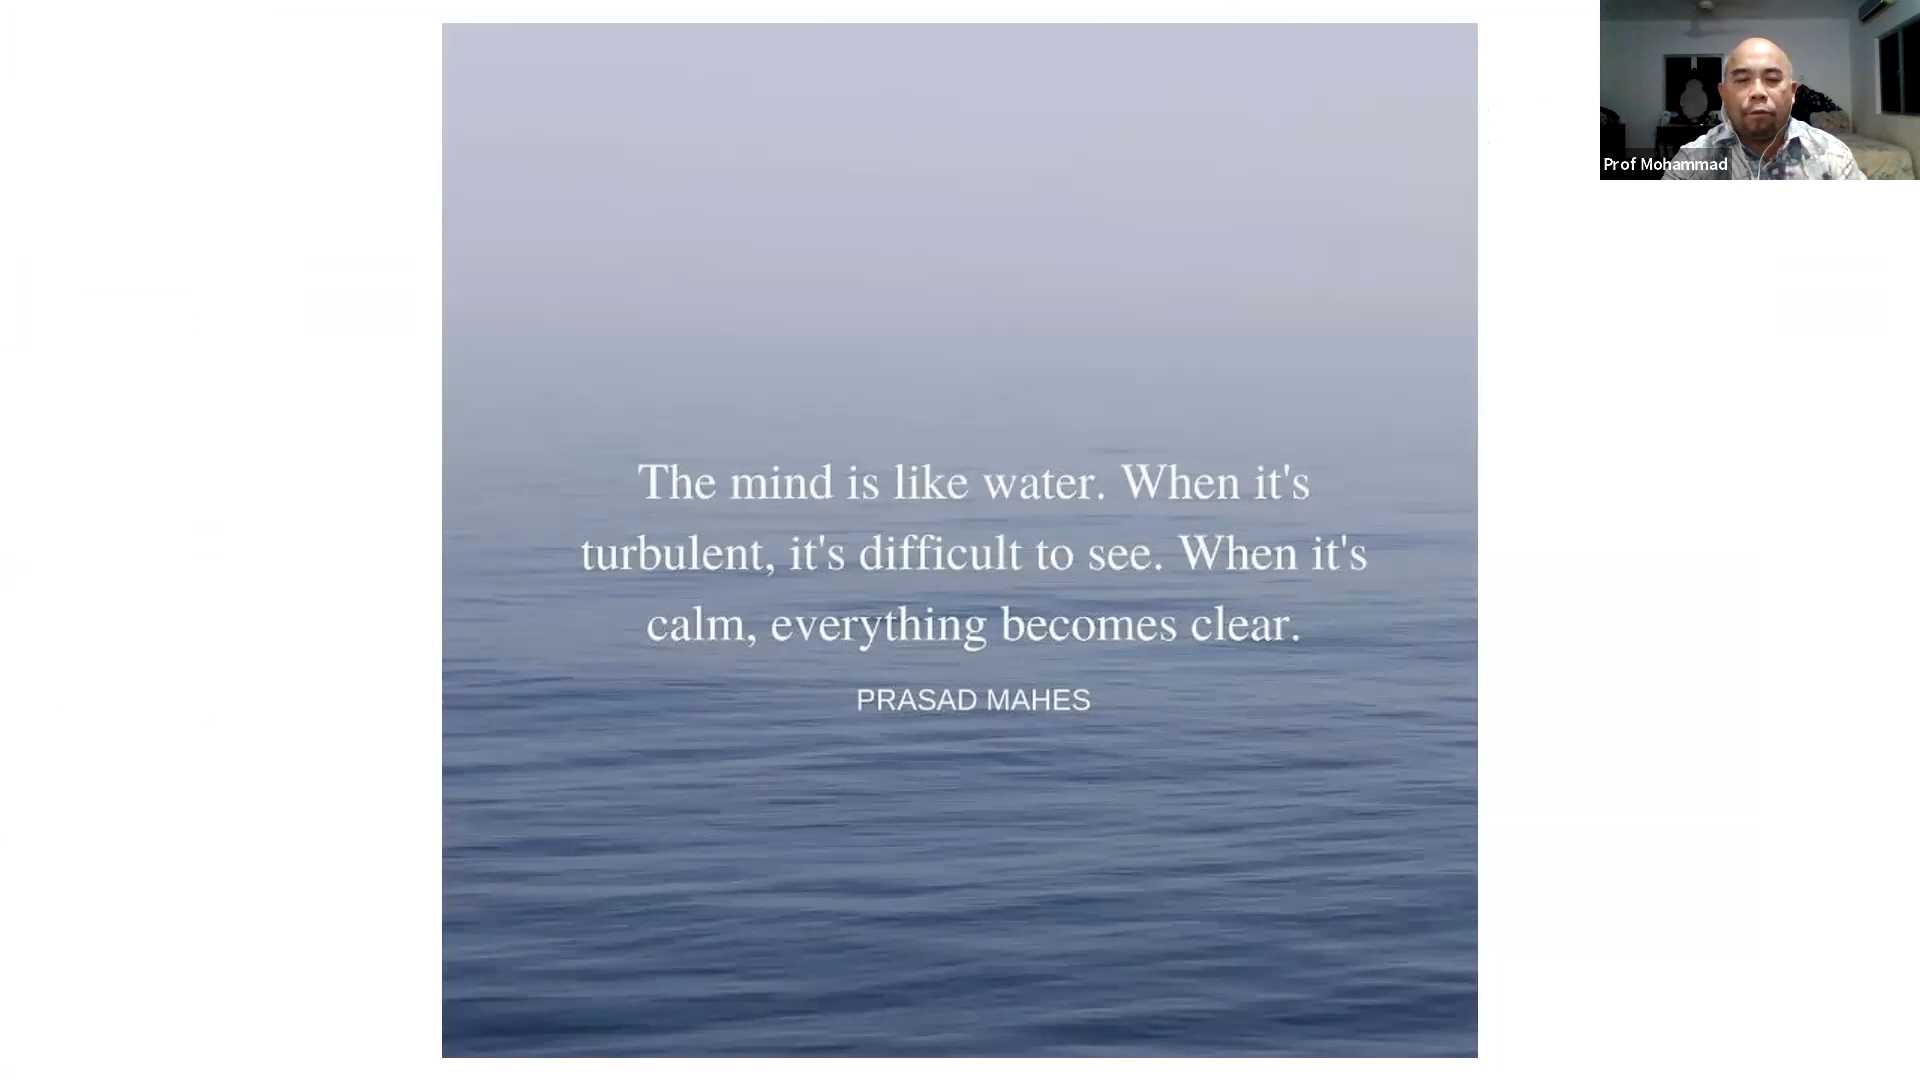 The mind is like water. When it's
turbulent, it's difficult to see. When it's
calm, everything becomes clear.
PRASAD MAHES
Prof Mohammad